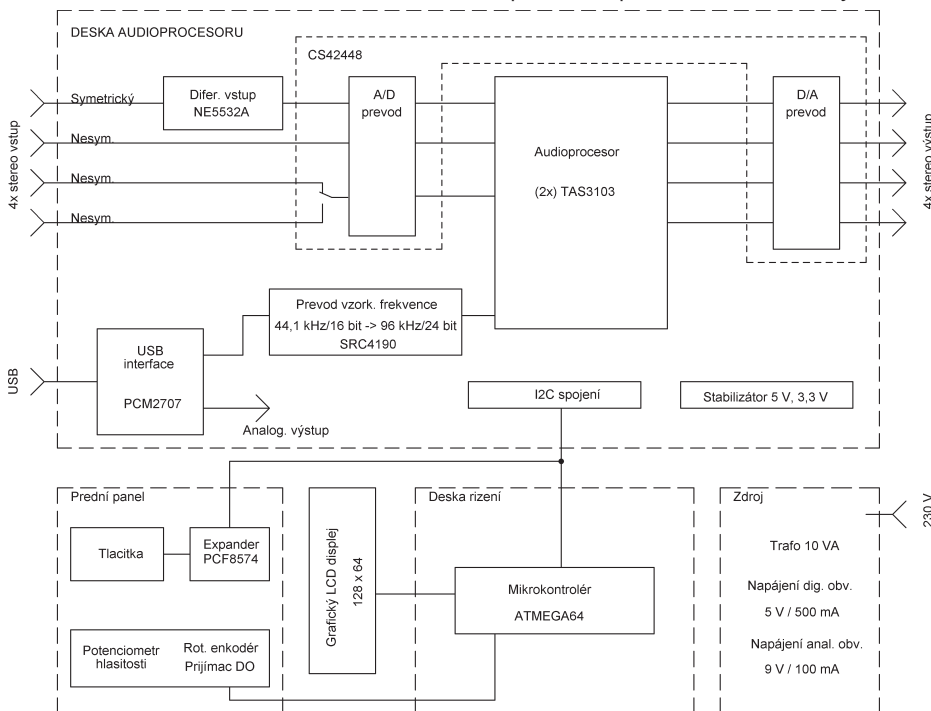 DESKA AUDIOPROCESORU
CS42448
4x stereo vstup
Symetrický
Nesym.
Nesym.
Nesym.
Difer. vstup
NE5532A
A/D
prevod
Audioprocesor
(2x) TAS3103
D/A
prevod
4x stereo výstup
Prevod vzork. frekvence
44,1 kHz/16 bit -> 96 kHz/24 bit
SRC4190
USB
USB
interface
PCM2707
Analog. výstup
I2C spojení
Stabilizátor 5 V, 3,3 V
Prední panel
Tlacitka
Expander
PCF8574
Potenciometr
hlasitosti
Rot. enkodér
Prijímac DO
Grafický LCD displej
128 x 64
Deska rizení
Mikrokontrolér
ATMEGA64
Zdroj
230 V
Trafo 10 VA
Napájení dig. obv.
5 V / 500 mA
Napájení anal. obv.
9 V / 100 mA